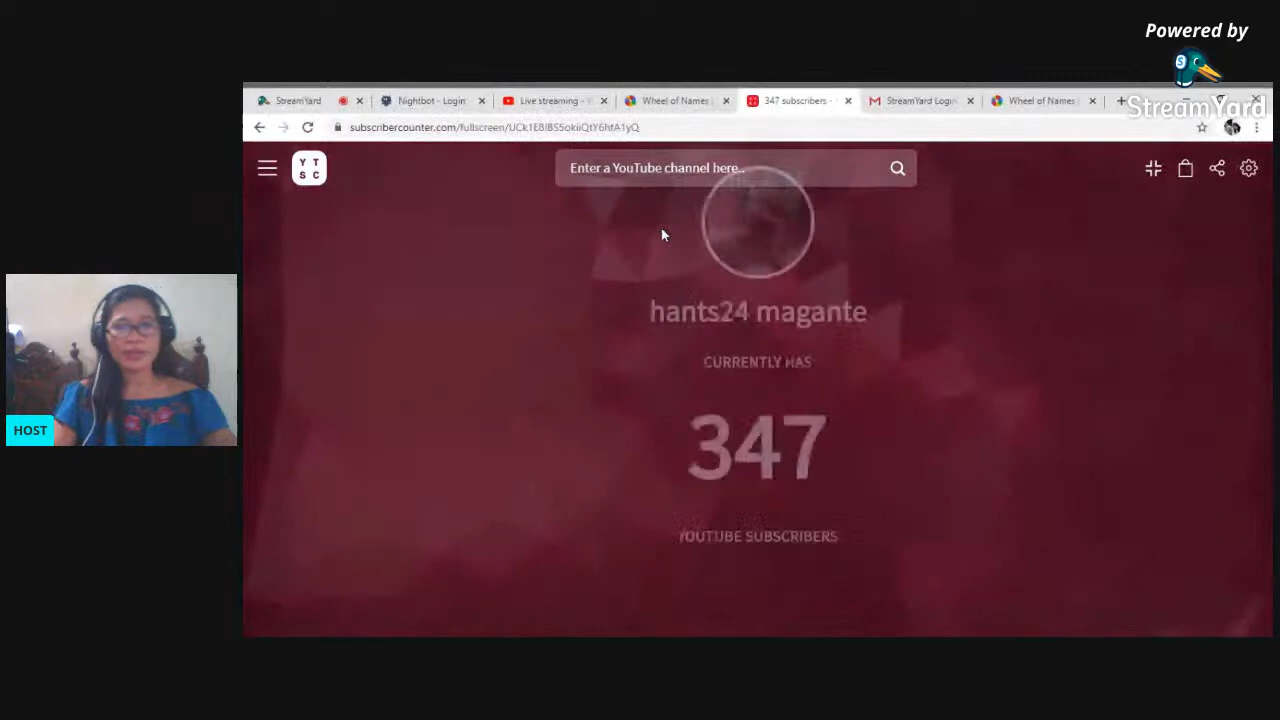 Powered by
StreamYard
StreamYard
Nightbot - Login
Live streaming - Y
Wheel of Names
347 subscribers -
StreamYard Login
Wheel of Names
subscribercounter.com/fullscreen/
Y T
S C
Enter a YouTube channel here..
hants24 magante
CURRENTLY HAS
347
YOUTUBE SUBSCRIBERS
HOST